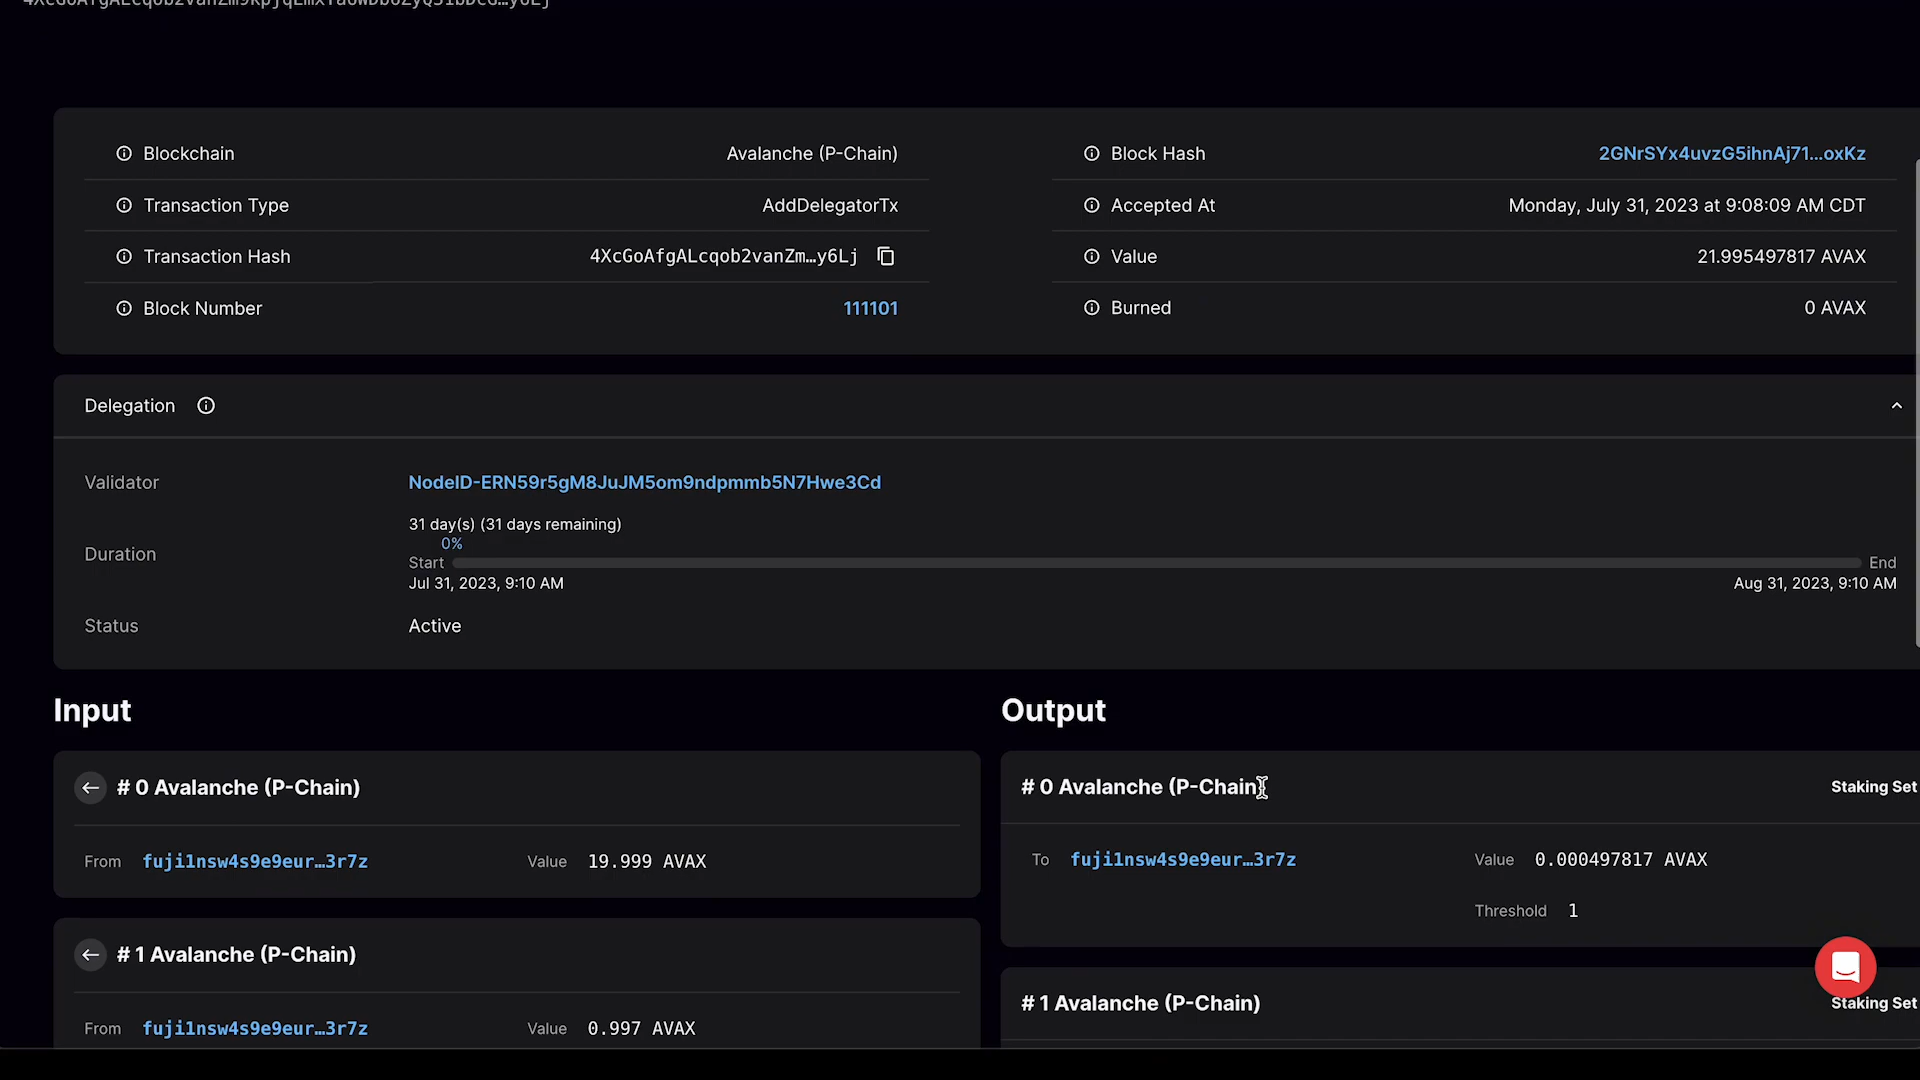 Blockchain Avalanche (P-Chain)
Transaction Type AddDelegatorTx
Transaction Hash 4XcGoAfgALcqob2vanZm…y6Lj
Block Number 111101
Block Hash 2GNrSYx4uvzG5ihnAj71...oxKz
Accepted At Monday, July 31, 2023 at 9:08:09 AM CDT
Value 21.995497817 AVAX
Burned 0 AVAX
Delegation
Validator NodeID-ERN59r5gM8JuJM5om9ndpmmb5N7Hwe3Cd
31 day(s) (31 days remaining)
0%
Duration
Start End
Jul 31, 2023, 9:10 AM Aug 31, 2023, 9:10 AM
Status Active
Input
# 0 Avalanche (P-Chain)
From fuji1nsw4s9e9eur…3r7z Value 19.999 AVAX
# 1 Avalanche (P-Chain)
From fuji1nsw4s9e9eur…3r7z Value 0.997 AVAX
Output
# 0 Avalanche (P-Chain) Staking Set
To fuji1nsw4s9e9eur…3r7z Value 0.000497817 AVAX
Threshold 1
# 1 Avalanche (P-Chain) Staking Set